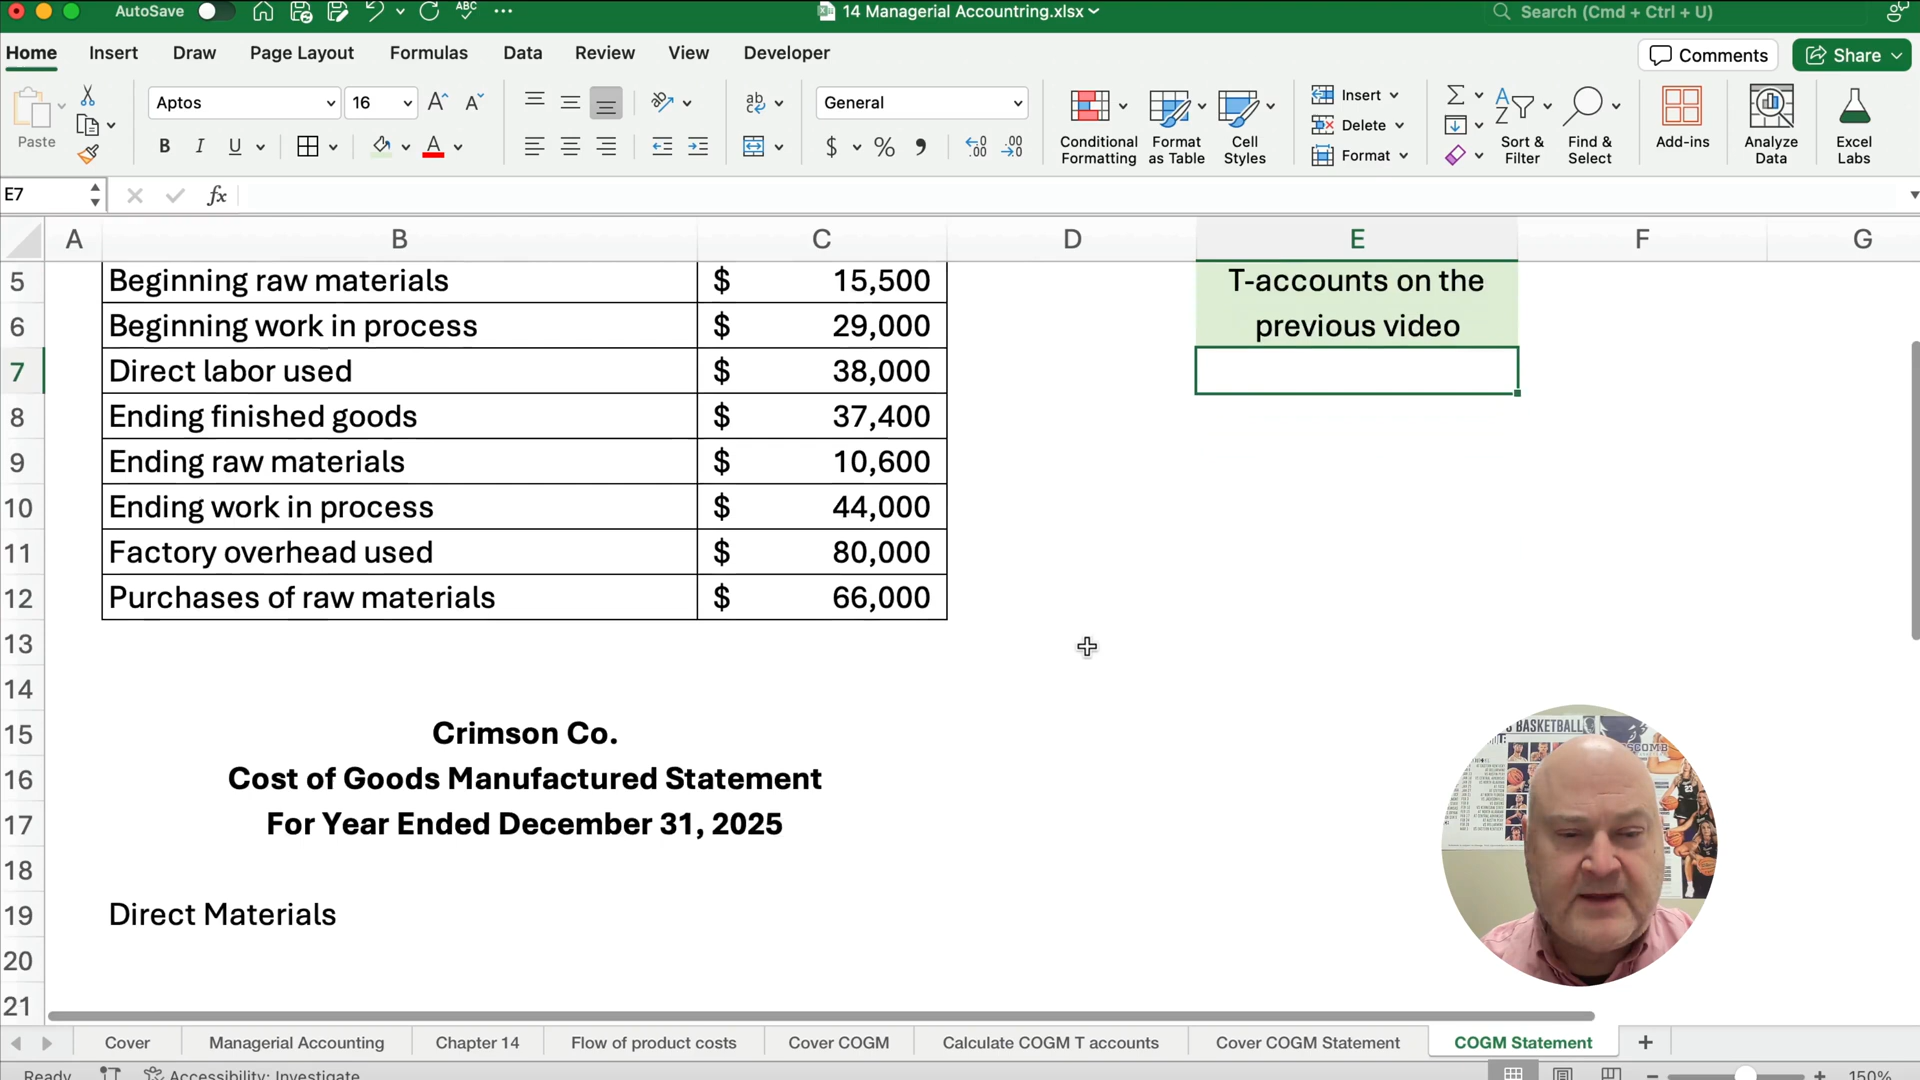 AutoSave
ABC
14 Managerial Accountring.xlsx
Search (Cmd + Ctrl + U)
Home Insert Draw Page Layout Formulas Data Review View Developer
Comments
Share
Paste
Aptos
16
General
Conditional Formatting
Format as Table
Cell Styles
Insert
Delete
Format
Sort & Filter
Find & Select
Add-ins
Analyze Data
Excel Labs
E7
fx
A B C D E F G
5 Beginning raw materials $ 15,500 T-accounts on the
6 Beginning work in process $ 29,000 previous video
7 Direct labor used $ 38,000
8 Ending finished goods $ 37,400
9 Ending raw materials $ 10,600
10 Ending work in process $ 44,000
11 Factory overhead used $ 80,000
12 Purchases of raw materials $ 66,000
13
14
15 Crimson Co.
16 Cost of Goods Manufactured Statement
17 For Year Ended December 31, 2025
18
19 Direct Materials
20
21
BASKETBALL
Cover Managerial Accounting Chapter 14 Flow of product costs Cover COGM Calculate COGM T accounts Cover COGM Statement COGM Statement +
Ready Accessibility: Investigate 150%